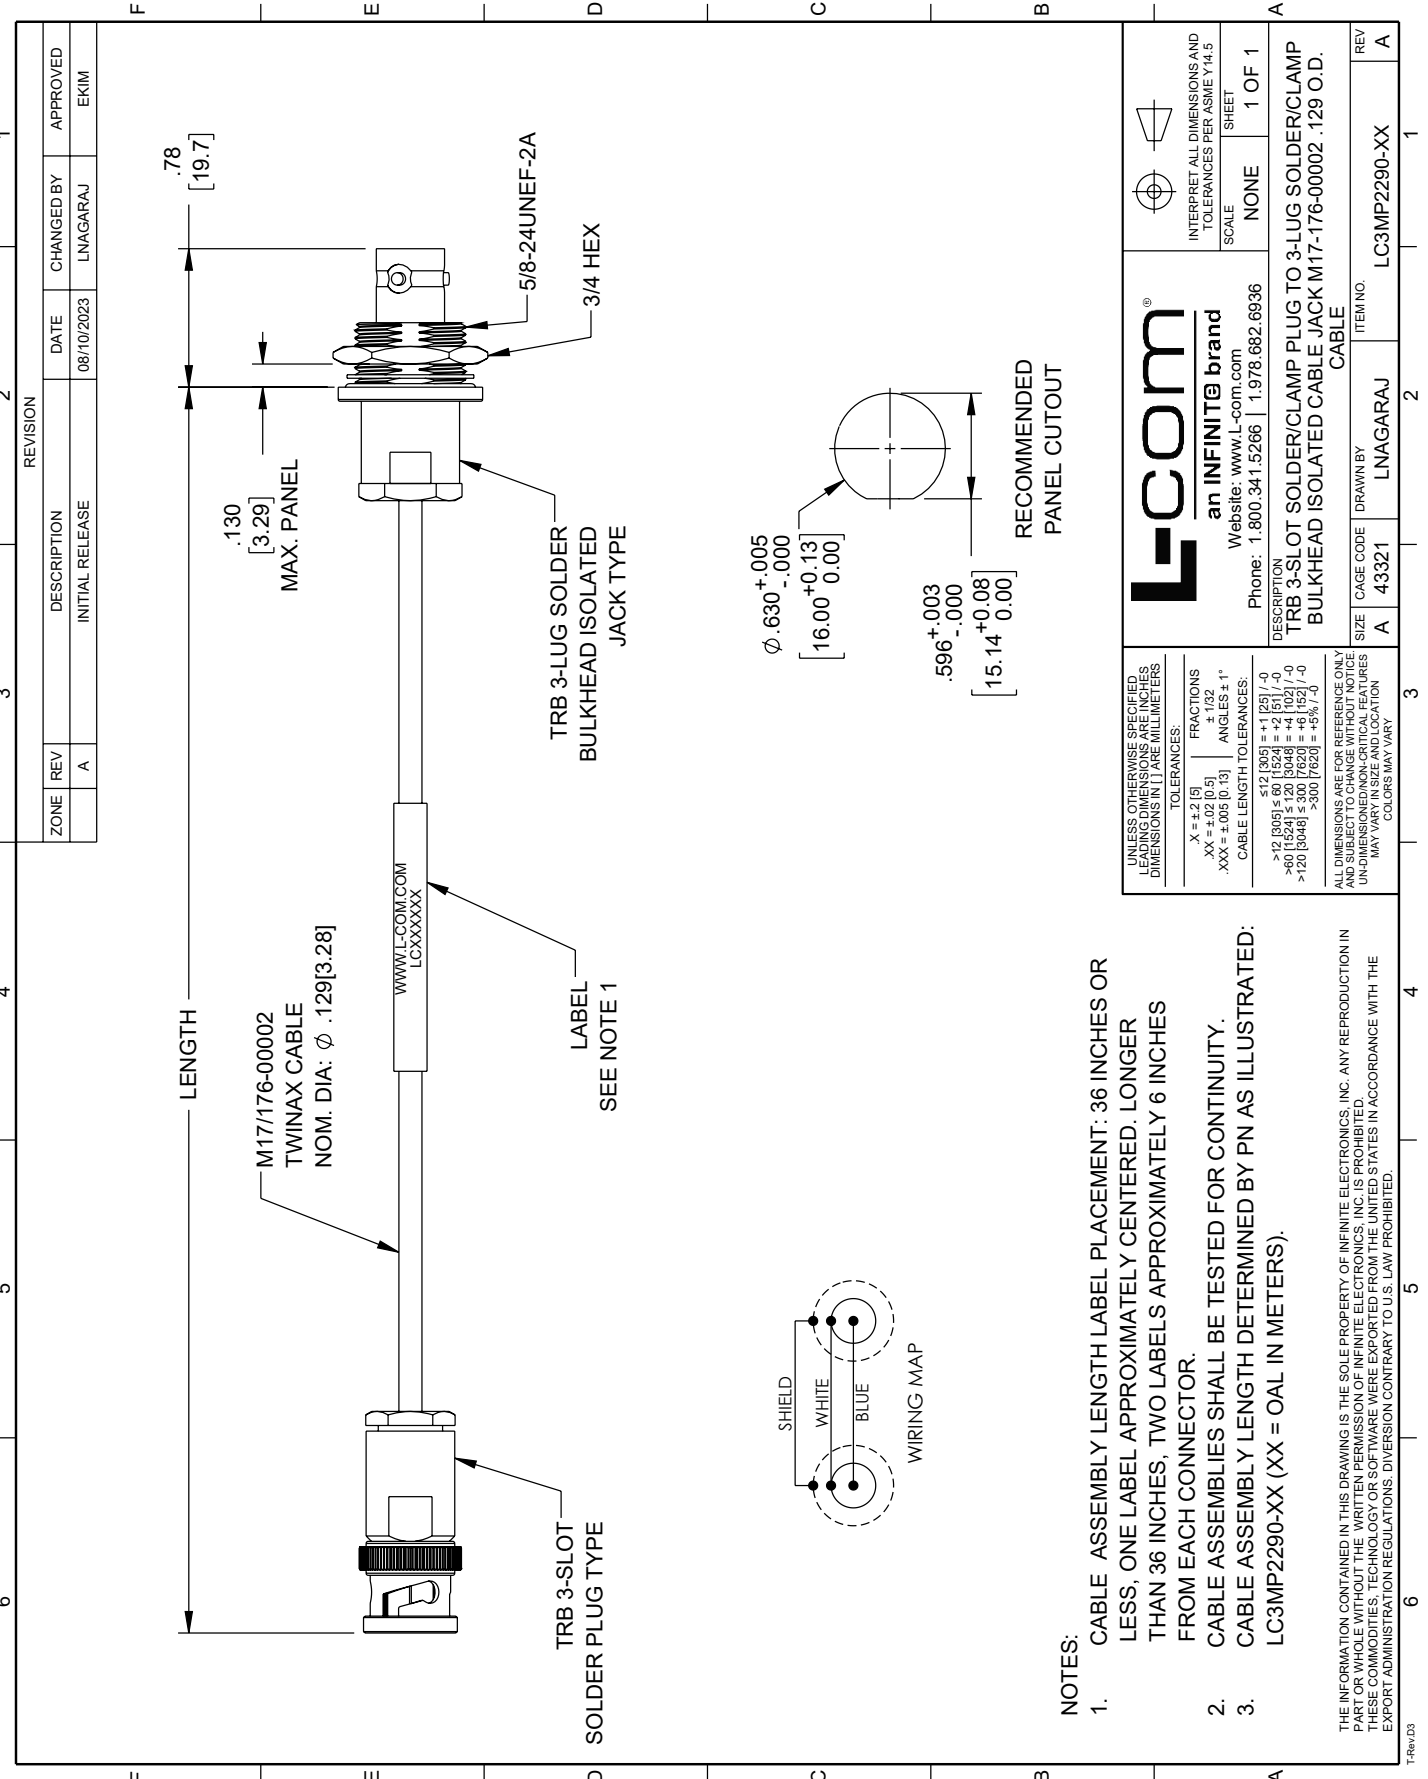 REVISION
ZONE REV DESCRIPTION DATE CHANGED BY APPROVED
A INITIAL RELEASE 08/10/2023 LNAGARAJ EKIM
6 5 4 3 2 1
F
E
D
C
B
A
LENGTH
.78
[19.7]
.130
[3.29]
MAX. PANEL
M17/176-00002
TWINAX CABLE
NOM. DIA: Ø .129[3.28]
WWW.L-COM.COM
LCXXXXXX
5/8-24UNEF-2A
3/4 HEX
TRB 3-SLOT
SOLDER PLUG TYPE
LABEL
SEE NOTE 1
TRB 3-LUG SOLDER
BULKHEAD ISOLATED
JACK TYPE
SHIELD
WHITE
BLUE
WIRING MAP
Ø.630 +.005 -.000
[16.00 +0.13 0.00]
.596 +.003 -.000
[15.14 +0.08 0.00]
RECOMMENDED
PANEL CUTOUT
NOTES:
1. CABLE ASSEMBLY LENGTH LABEL PLACEMENT: 36 INCHES OR
LESS, ONE LABEL APPROXIMATELY CENTERED. LONGER
THAN 36 INCHES, TWO LABELS APPROXIMATELY 6 INCHES
FROM EACH CONNECTOR.
2. CABLE ASSEMBLIES SHALL BE TESTED FOR CONTINUITY.
3. CABLE ASSEMBLY LENGTH DETERMINED BY PN AS ILLUSTRATED:
LC3MP2290-XX (XX = OAL IN METERS).
THE INFORMATION CONTAINED IN THIS DRAWING IS THE SOLE PROPERTY OF INFINITE ELECTRONICS, INC. ANY REPRODUCTION IN
PART OR WHOLE WITHOUT THE WRITTEN PERMISSION OF INFINITE ELECTRONICS, INC. IS PROHIBITED.
THESE COMMODITIES, TECHNOLOGY OR SOFTWARE WERE EXPORTED FROM THE UNITED STATES IN ACCORDANCE WITH THE
EXPORT ADMINISTRATION REGULATIONS. DIVERSION CONTRARY TO U.S. LAW PROHIBITED.
UNLESS OTHERWISE SPECIFIED
LEADING DIMENSIONS ARE INCHES
DIMENSIONS IN [ ] ARE MILLIMETERS
TOLERANCES:
.X = ±.2 [5] FRACTIONS
.XX = ±.02 [0.5] ± 1/32
.XXX = ±.005 [0.13] ANGLES ± 1°
CABLE LENGTH TOLERANCES:
≤12 [305] = +1 [25] / -0
>12 [305] ≤ 60 [1524] = +2 [51] / -0
>60 [1524] ≤ 120 [3048] = +4 [102] / -0
>120 [3048] ≤ 300 [7620] = +6 [152] / -0
>300 [7620] = +5% / -0
ALL DIMENSIONS ARE FOR REFERENCE ONLY
AND SUBJECT TO CHANGE WITHOUT NOTICE.
UN-DIMENSIONED/NON-CRITICAL FEATURES
MAY VARY IN SIZE AND LOCATION
COLORS MAY VARY
L-com®
an INFINIT@ brand
Website: www.L-com.com
Phone: 1.800.341.5266 | 1.978.682.6936
INTERPRET ALL DIMENSIONS AND
TOLERANCES PER ASME Y14.5
SCALE NONE SHEET 1 OF 1
DESCRIPTION
TRB 3-SLOT SOLDER/CLAMP PLUG TO 3-LUG SOLDER/CLAMP
BULKHEAD ISOLATED CABLE JACK M17-176-00002 .129 O.D.
CABLE
SIZE CAGE CODE DRAWN BY ITEM NO. REV
A 43321 LNAGARAJ LC3MP2290-XX A
6 5 4 3 2 1
T-Rev.D3